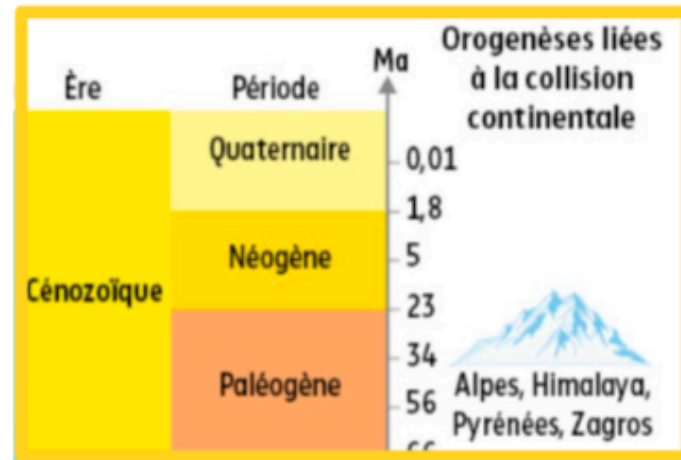 Orogenèses liées
à la collision
continentale
Ma
Ère
Période
Quaternaire
0,01
1,8
Néogène
5
Cénozoïque
23
34
Paléogène
56
Alpes, Himalaya,
Pyrénées, Zagros